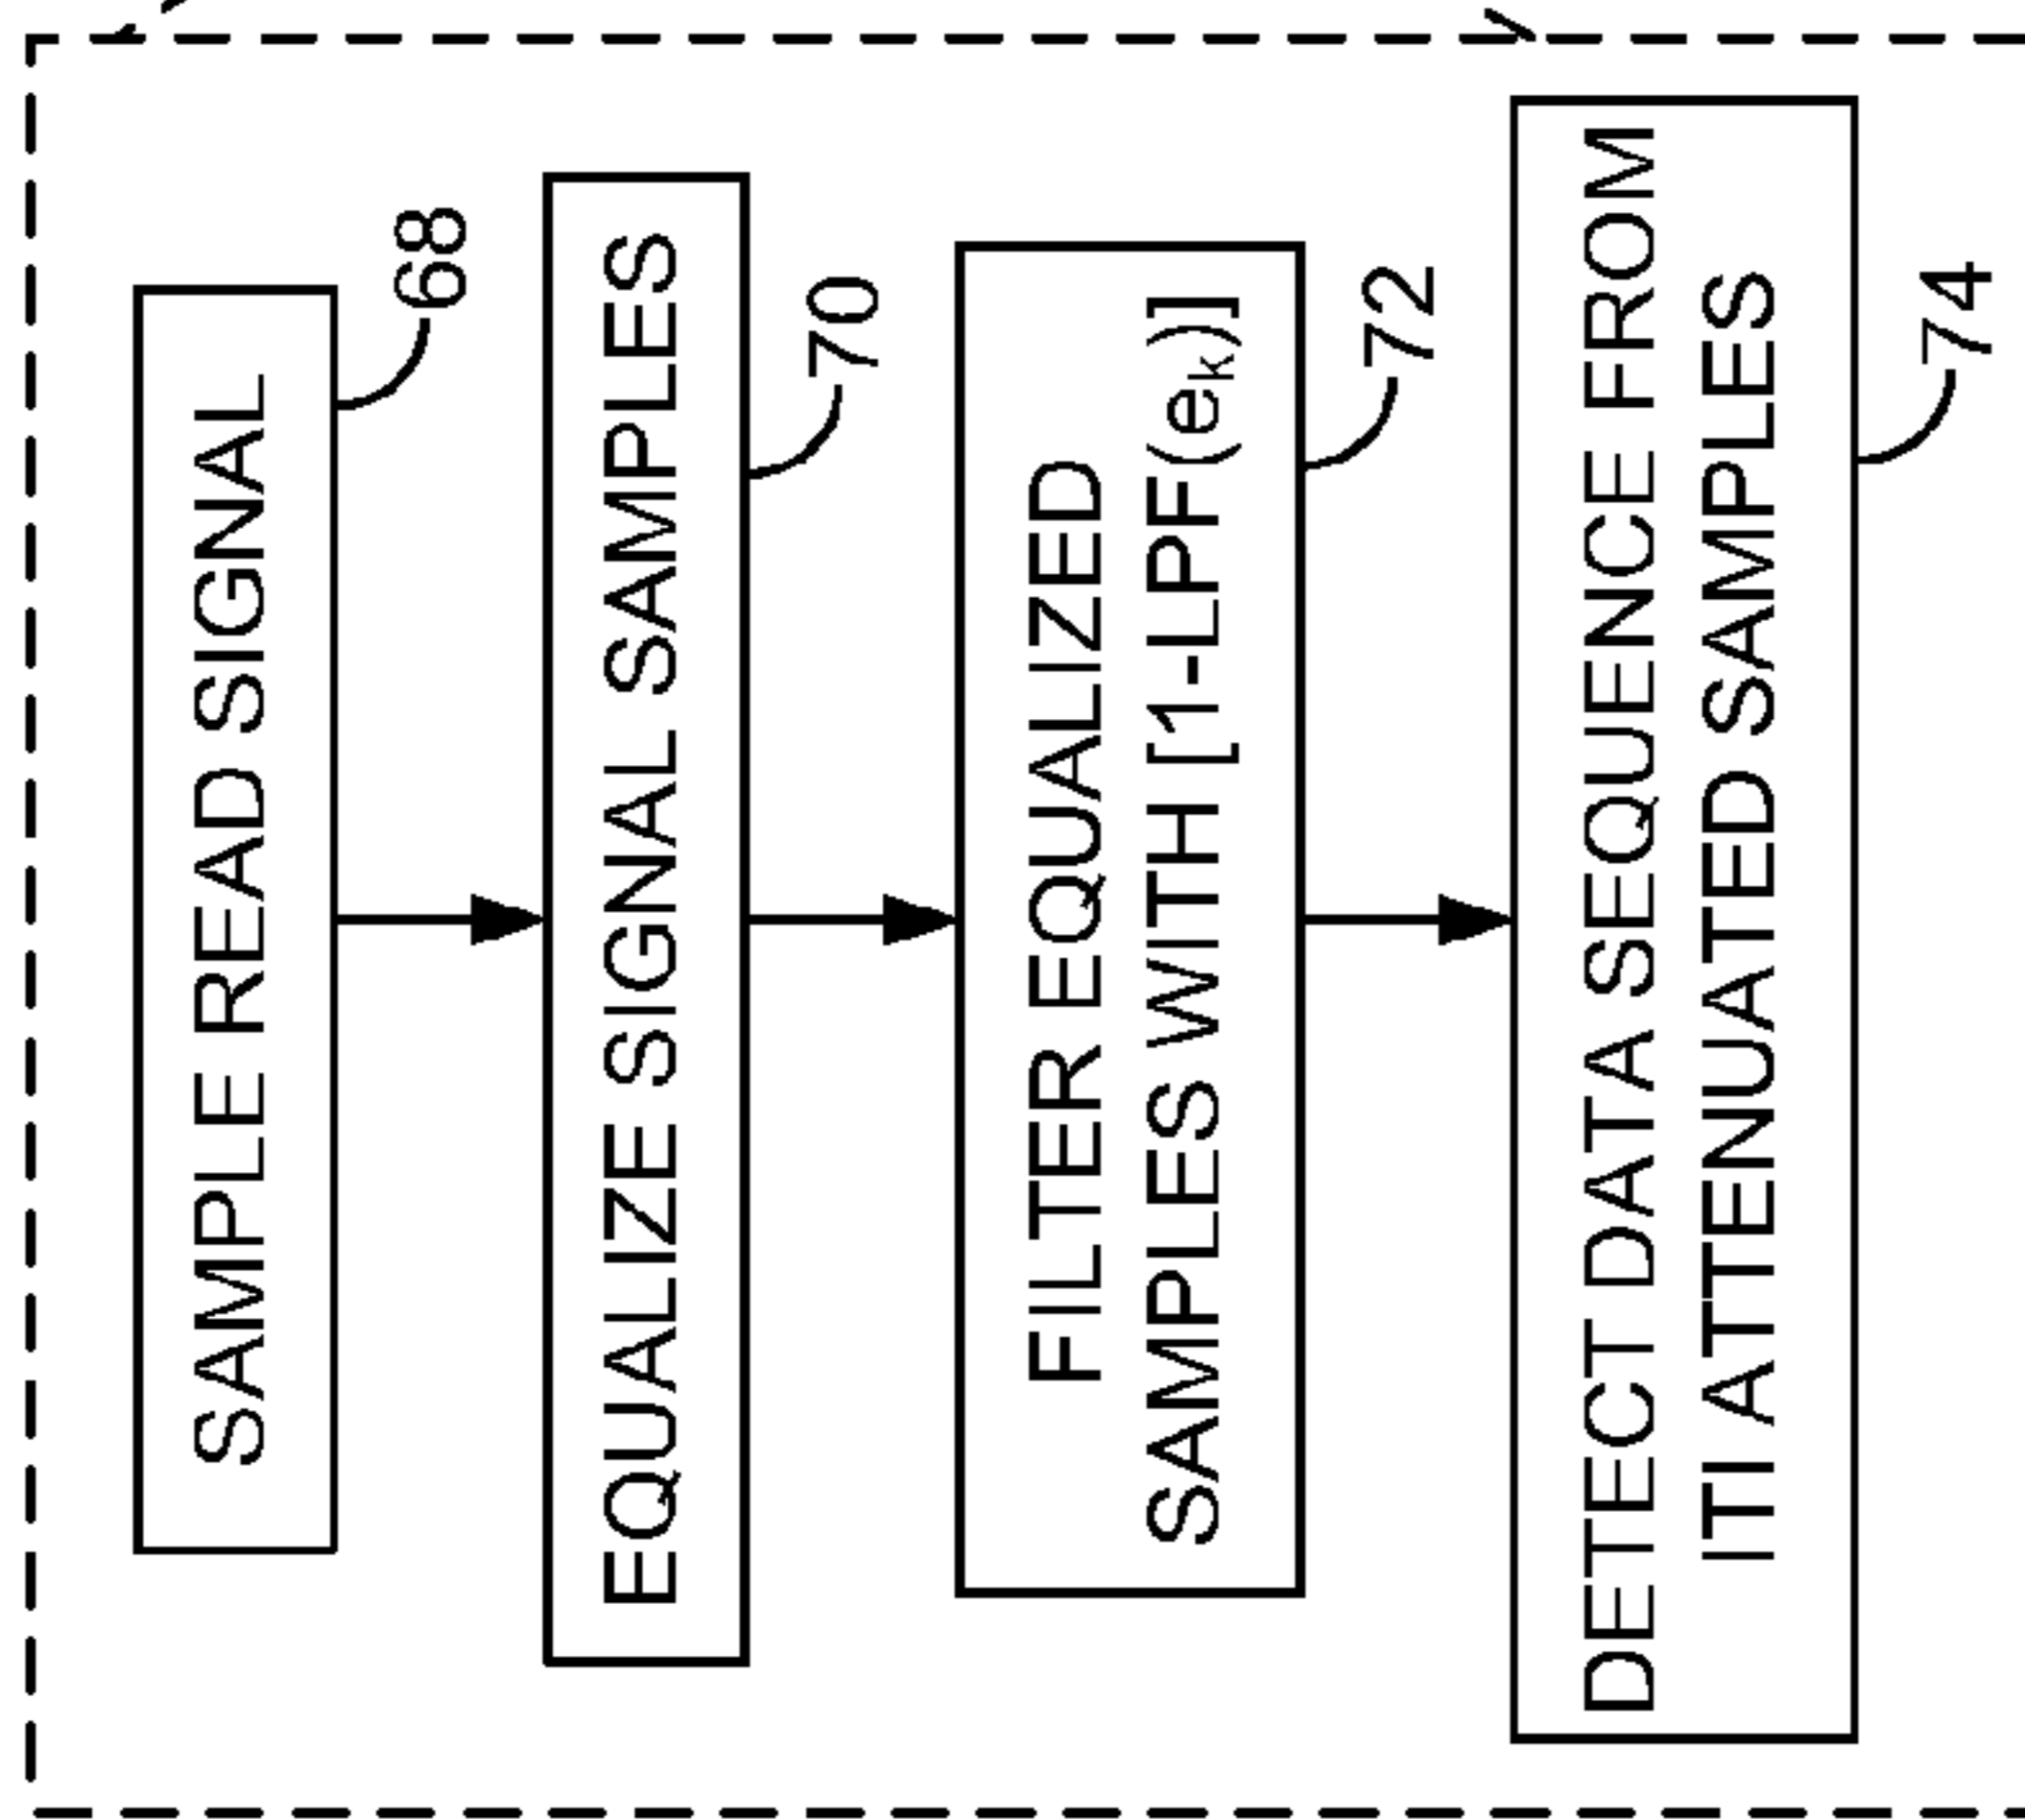 SAMPLE READ SIGNAL
68
EQUALIZE SIGNAL SAMPLES
70
FILTER EQUALIZED
SAMPLES WITH [1-LPF(eₖ)]
72
DETECT DATA SEQUENCE FROM
ITI ATTENUATED SAMPLES
74